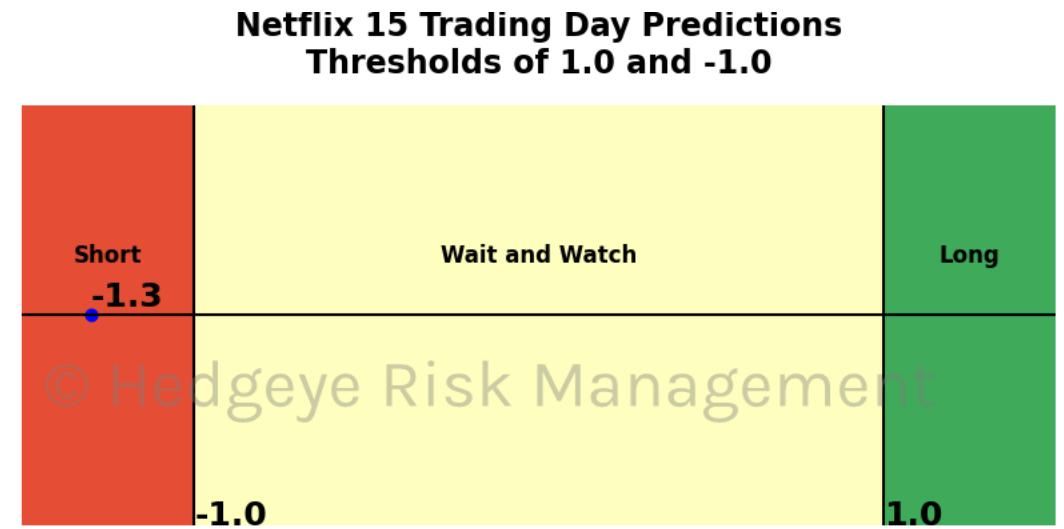 Netflix 15 Trading Day Predictions
Thresholds of 1.0 and -1.0
Short
Wait and Watch
Long
-1.3
© Hedgeye Risk Management
-1.0
1.0